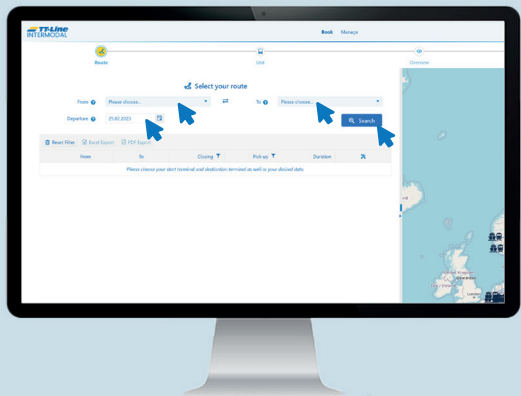 TT-Line
INTERMODAL
Book Manage
Route Unit Overview
Select your route
From Please choose... To Please choose...
Departure 25.02.2025
Search
Reset Filter Excel Export PDF Export
From To Closing Pick-up Duration
Please choose your start terminal and destination terminal as well as your desired date.